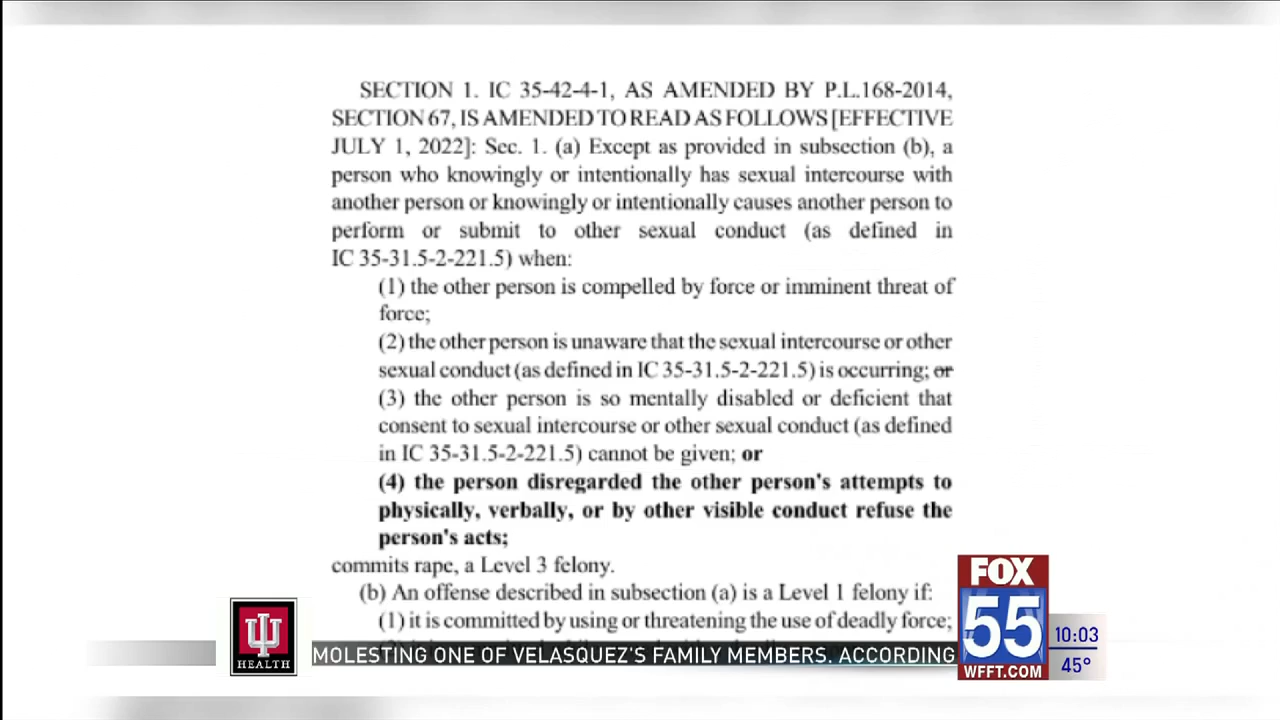 SECTION 1. IC 35-42-4-1, AS AMENDED BY P.L.168-2014,
SECTION 67, IS AMENDED TO READ AS FOLLOWS [EFFECTIVE
JULY 1, 2022]: Sec. 1. (a) Except as provided in subsection (b), a
person who knowingly or intentionally has sexual intercourse with
another person or knowingly or intentionally causes another person to
perform or submit to other sexual conduct (as defined in
IC 35-31.5-2-221.5) when:
(1) the other person is compelled by force or imminent threat of
force;
(2) the other person is unaware that the sexual intercourse or other
sexual conduct (as defined in IC 35-31.5-2-221.5) is occurring; or
(3) the other person is so mentally disabled or deficient that
consent to sexual intercourse or other sexual conduct (as defined
in IC 35-31.5-2-221.5) cannot be given; or
(4) the person disregarded the other person's attempts to
physically, verbally, or by other visible conduct refuse the
person's acts;
commits rape, a Level 3 felony.
(b) An offense described in subsection (a) is a Level 1 felony if:
(1) it is committed by using or threatening the use of deadly force;
HEALTH
MOLESTING ONE OF VELASQUEZ'S FAMILY MEMBERS. ACCORDING
FOX
55
WFFT.COM
10:03
45°